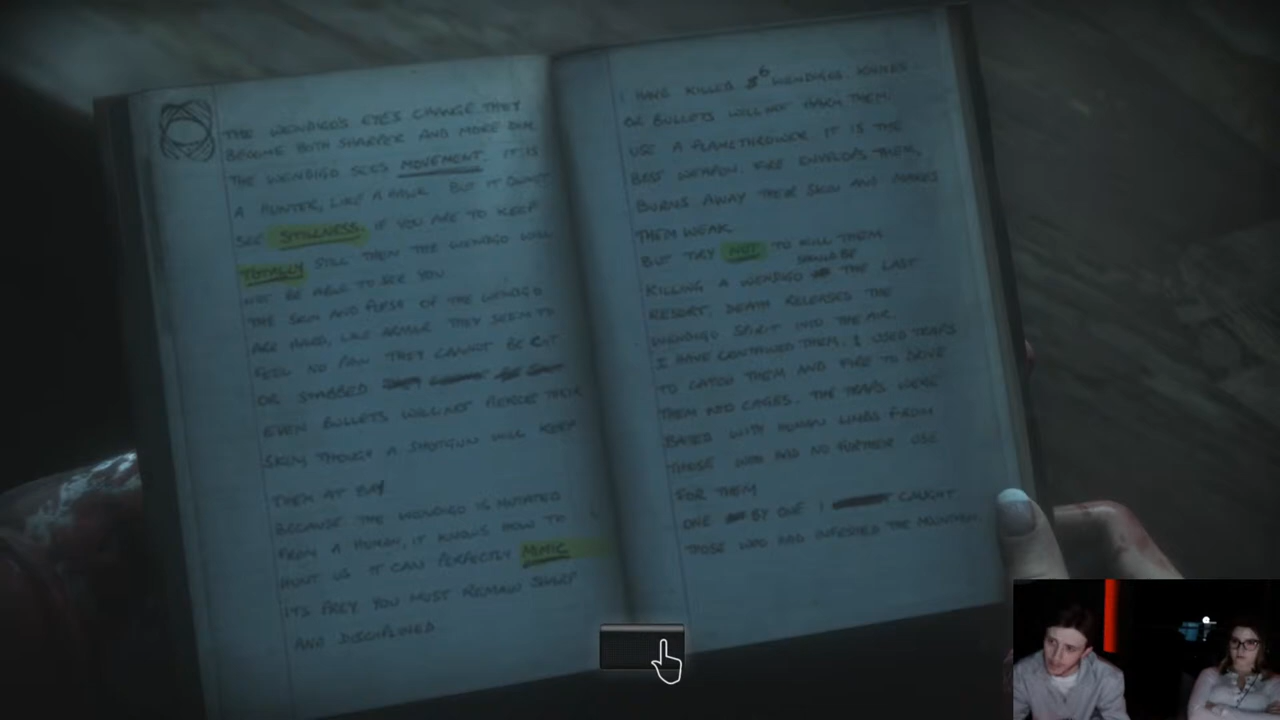 THE WENDIGO'S EYES CHANGE. THEY
BECOME BOTH SHARPER AND MORE DIM.
THE WENDIGO SEES MOVEMENT. IT IS
A HUNTER, LIKE A HAWK BUT IT DOESN'T
SEE STILLNESS. IF YOU ARE TO KEEP
TOTALLY STILL THEN THE WENDIGO WILL
NOT BE ABLE TO SEE YOU
THE SKIN AND FLESH OF THE WENDIGO
ARE HARD, LIKE ARMOR THEY SEEM TO
FEEL NO PAIN THEY CANNOT BE CUT
OR STABBED
EVEN BULLETS WILL NOT PIERCE THEIR
SKIN THOUGH A SHOTGUN WILL KEEP
THEM AT BAY
BECAUSE THE WENDIGO IS MUTATED
FROM A HUMAN, IT KNOWS HOW TO
HUNT US IT CAN PERFECTLY MIMIC
ITS PREY YOU MUST REMAIN SHARP
AND DISCIPLINED
I HAVE KILLED 6 WENDIGOS. KNIVES
OR BULLETS WILL NOT HARM THEM.
USE A FLAMETHROWER. IT IS THE
BEST WEAPON. FIRE ENVELOPS THEM,
BURNS AWAY THEIR SKIN AND MAKES
THEM WEAK.
BUT TRY NOT TO KILL THEM
KILLING A WENDIGO SHOULD BE THE LAST
RESORT, DEATH RELEASES THE
WENDIGO SPIRIT INTO THE AIR.
I HAVE CONTAINED THEM. I USED TRAPS
TO CATCH THEM AND FIRE TO DRIVE
THEM INTO CAGES. THE TRAPS WERE
BAITED WITH HUMAN LIMBS FROM
THOSE WHO HAD NO FURTHER USE
FOR THEM
ONE BY ONE I CAUGHT
THOSE WHO HAD INFESTED THE MOUNTAIN